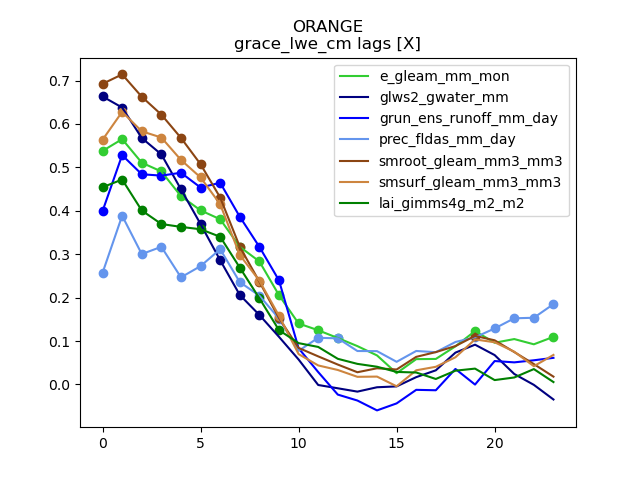 ORANGE
grace_lwe_cm lags [X]
e_gleam_mm_mon
glws2_gwater_mm
grun_ens_runoff_mm_day
prec_fldas_mm_day
smroot_gleam_mm3_mm3
smsurf_gleam_mm3_mm3
lai_gimms4g_m2_m2
0.7
0.6
0.5
0.4
0.3
0.2
0.1
0.0
0 5 10 15 20